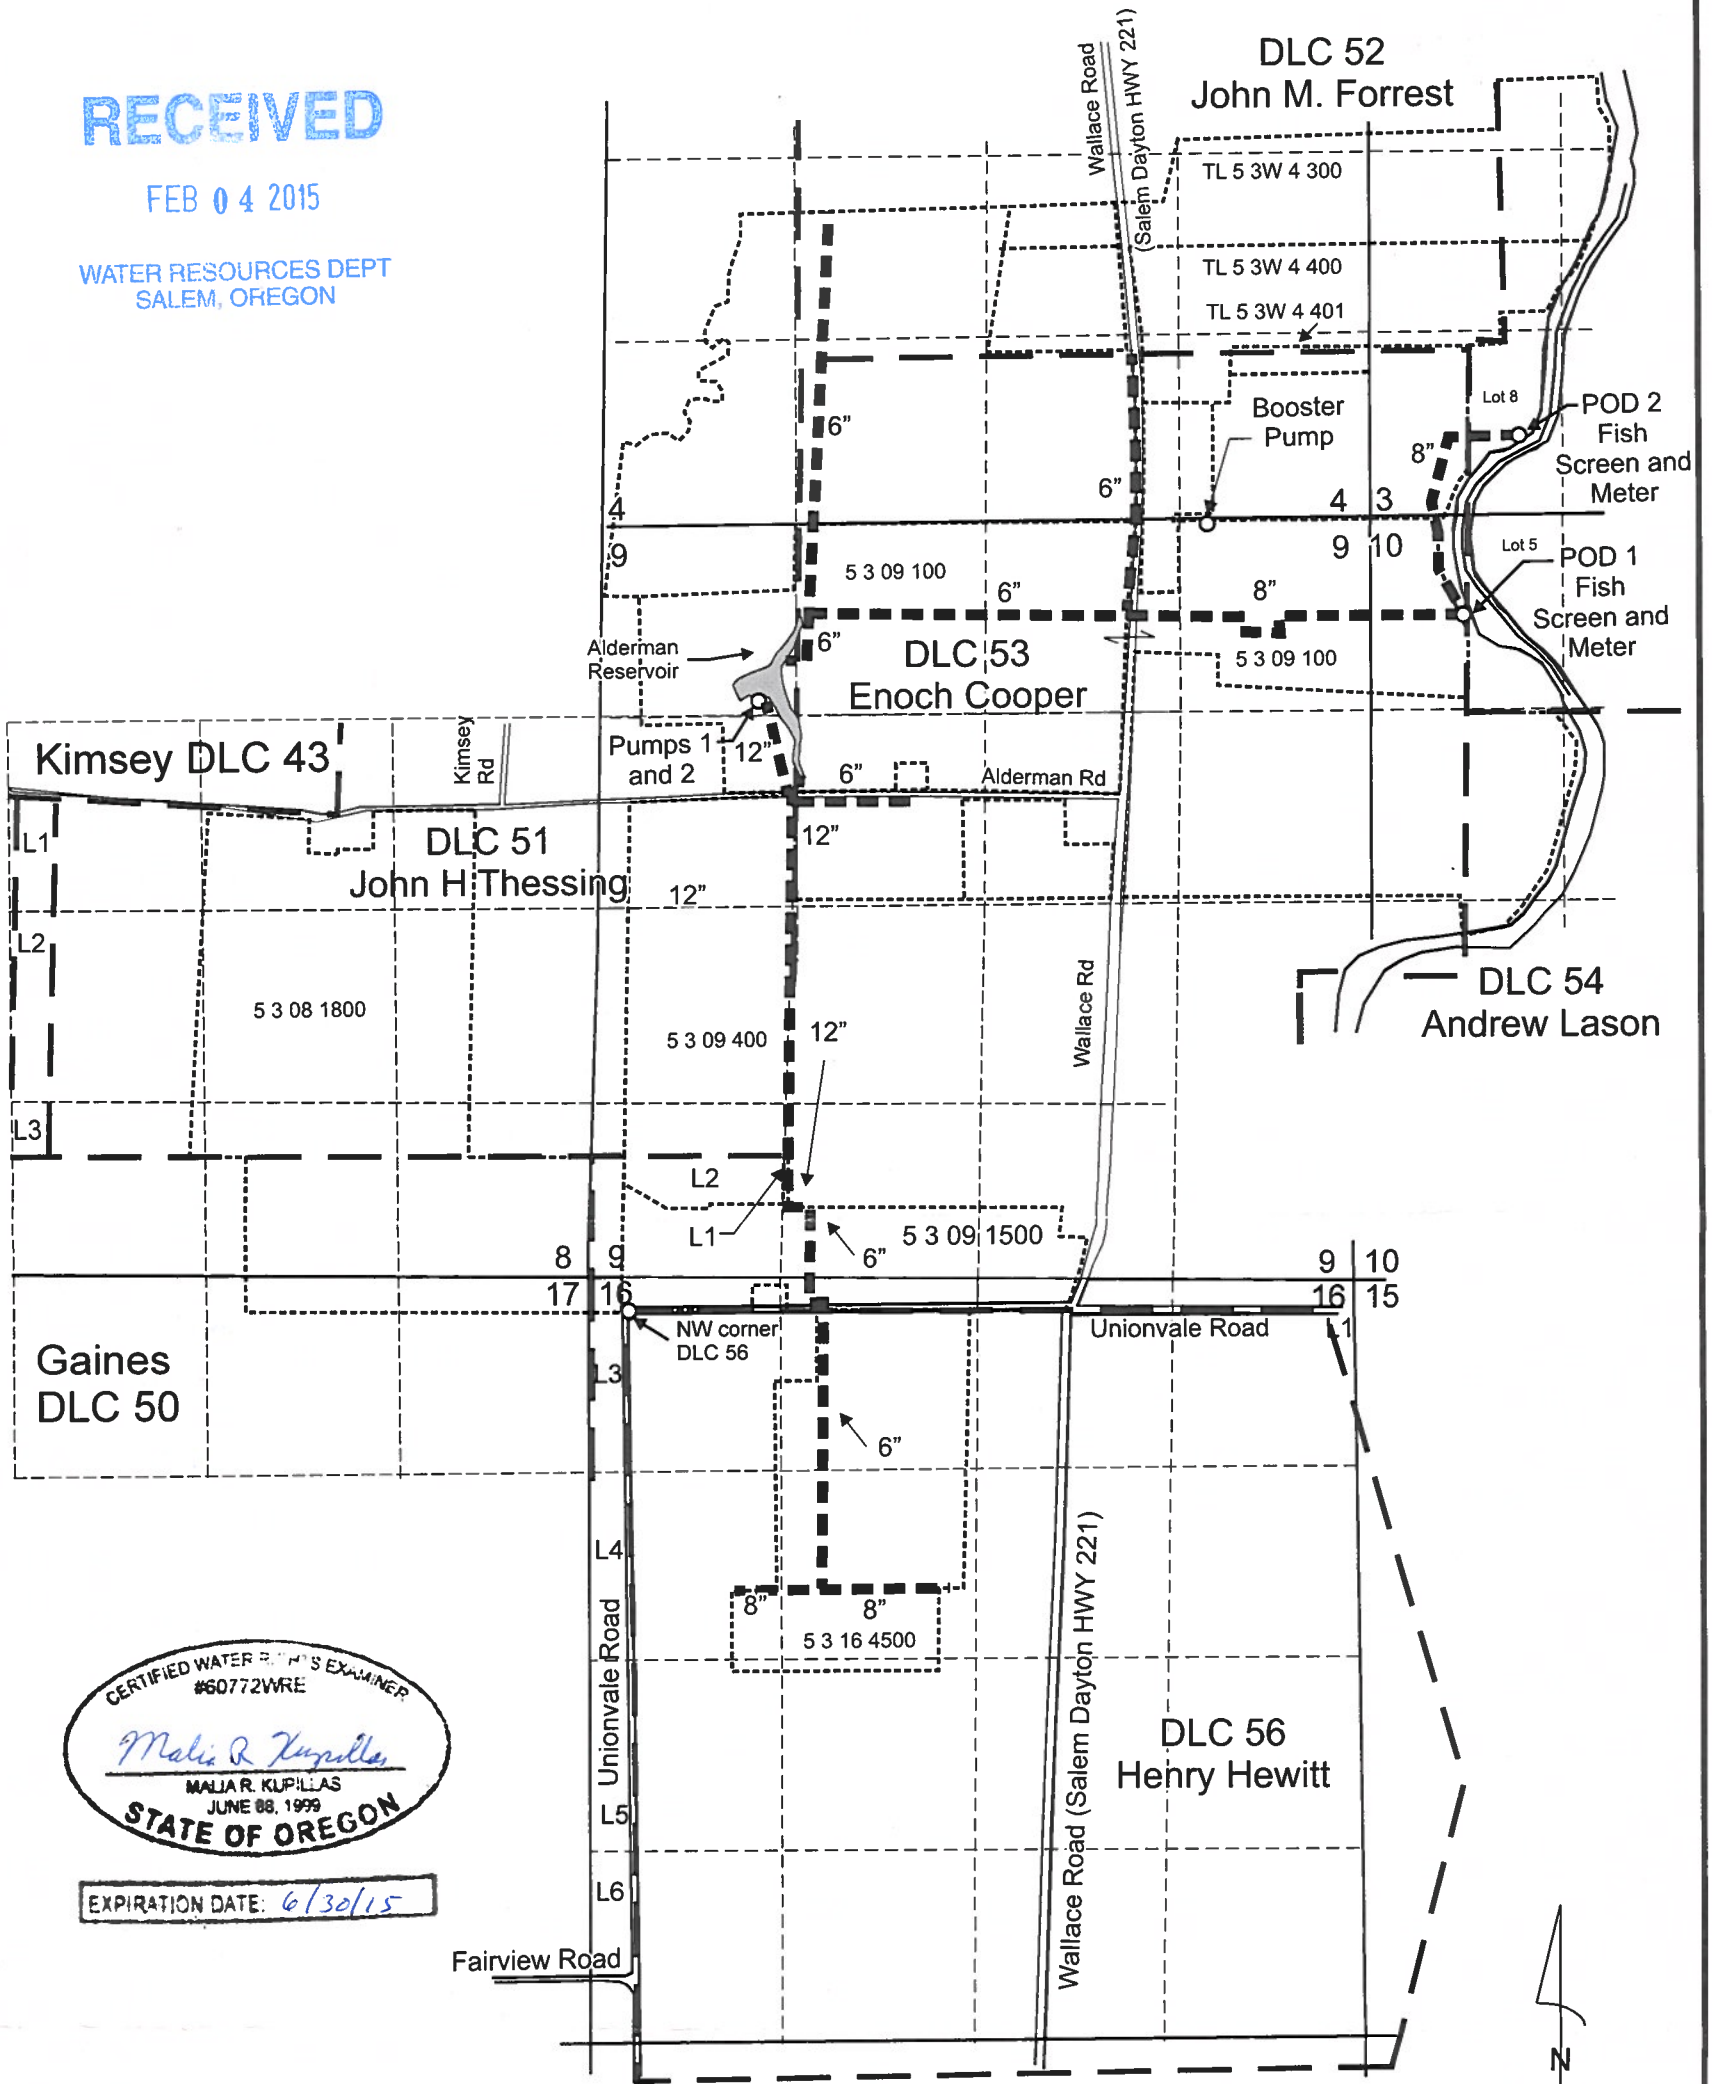 RECEIVED
FEB 04 2015
WATER RESOURCES DEPT
SALEM, OREGON
DLC 52
John M. Forrest
Wallace Road
(Salem Dayton HWY 221)
TL 5 3W 4 300
TL 5 3W 4 400
TL 5 3W 4 401
Lot 8
POD 2
Fish
Screen and
Meter
Booster
Pump
8”
6”
6”
4
4 3
9
9 10
Lot 5
POD 1
Fish
Screen and
Meter
5 3 09 100
6”
8”
6”
Alderman
Reservoir
DLC 53
Enoch Cooper
5 3 09 100
Kimsey DLC 43
Kimsey
Rd
Pumps 1
and 2
12”
6”
Alderman Rd
L1
DLC 51
John H Thessing
12”
12”
L2
5 3 08 1800
5 3 09 400
12”
Wallace Rd
DLC 54
Andrew Lason
L3
L2
L1
6”
5 3 09 1500
8 9
17 16
9 10
16 15
NW corner
DLC 56
Unionvale Road
L1
Gaines
DLC 50
L3
6”
L4
8”
8”
5 3 16 4500
Unionvale Road
Wallace Road (Salem Dayton HWY 221)
DLC 56
Henry Hewitt
L5
L6
Fairview Road
CERTIFIED WATER EXAMINER
#60772WRE
Malia R Kupillas
MALIA R. KUPILLAS
JUNE 08, 1999
STATE OF OREGON
EXPIRATION DATE: 6/30/15
N